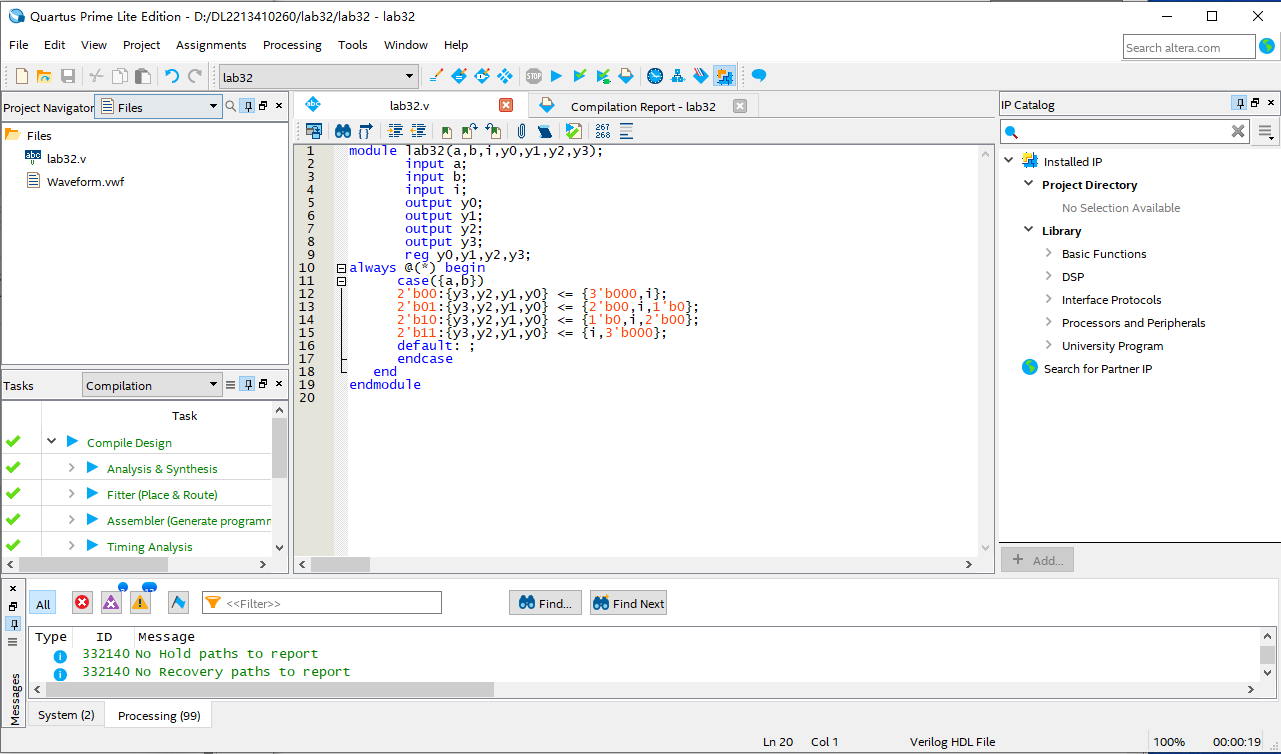 Quartus Prime Lite Edition - D:/DL2213410260/lab32/lab32 - lab32
File Edit View Project Assignments Processing Tools Window Help
Search altera.com
lab32
STOP
Project Navigator Files
Files
lab32.v
Waveform.vwf
Tasks Compilation
Task
Compile Design
Analysis & Synthesis
Fitter (Place & Route)
Assembler (Generate programm
Timing Analysis
lab32.v
Compilation Report - lab32
267
268
1 module lab32(a,b,i,y0,y1,y2,y3);
2 input a;
3 input b;
4 input i;
5 output y0;
6 output y1;
7 output y2;
8 output y3;
9 reg y0,y1,y2,y3;
10 always @(*) begin
11 case({a,b})
12 2'b00:{y3,y2,y1,y0} <= {3'b000,i};
13 2'b01:{y3,y2,y1,y0} <= {2'b00,i,1'b0};
14 2'b10:{y3,y2,y1,y0} <= {1'b0,i,2'b00};
15 2'b11:{y3,y2,y1,y0} <= {i,3'b000};
16 default: ;
17 endcase
18 end
19 endmodule
20
IP Catalog
Installed IP
Project Directory
No Selection Available
Library
Basic Functions
DSP
Interface Protocols
Processors and Peripherals
University Program
Search for Partner IP
+ Add...
All
<<Filter>>
Find...
Find Next
Type ID Message
332140 No Hold paths to report
332140 No Recovery paths to report
Messages
System (2) Processing (99)
Ln 20 Col 1 Verilog HDL File 100% 00:00:19